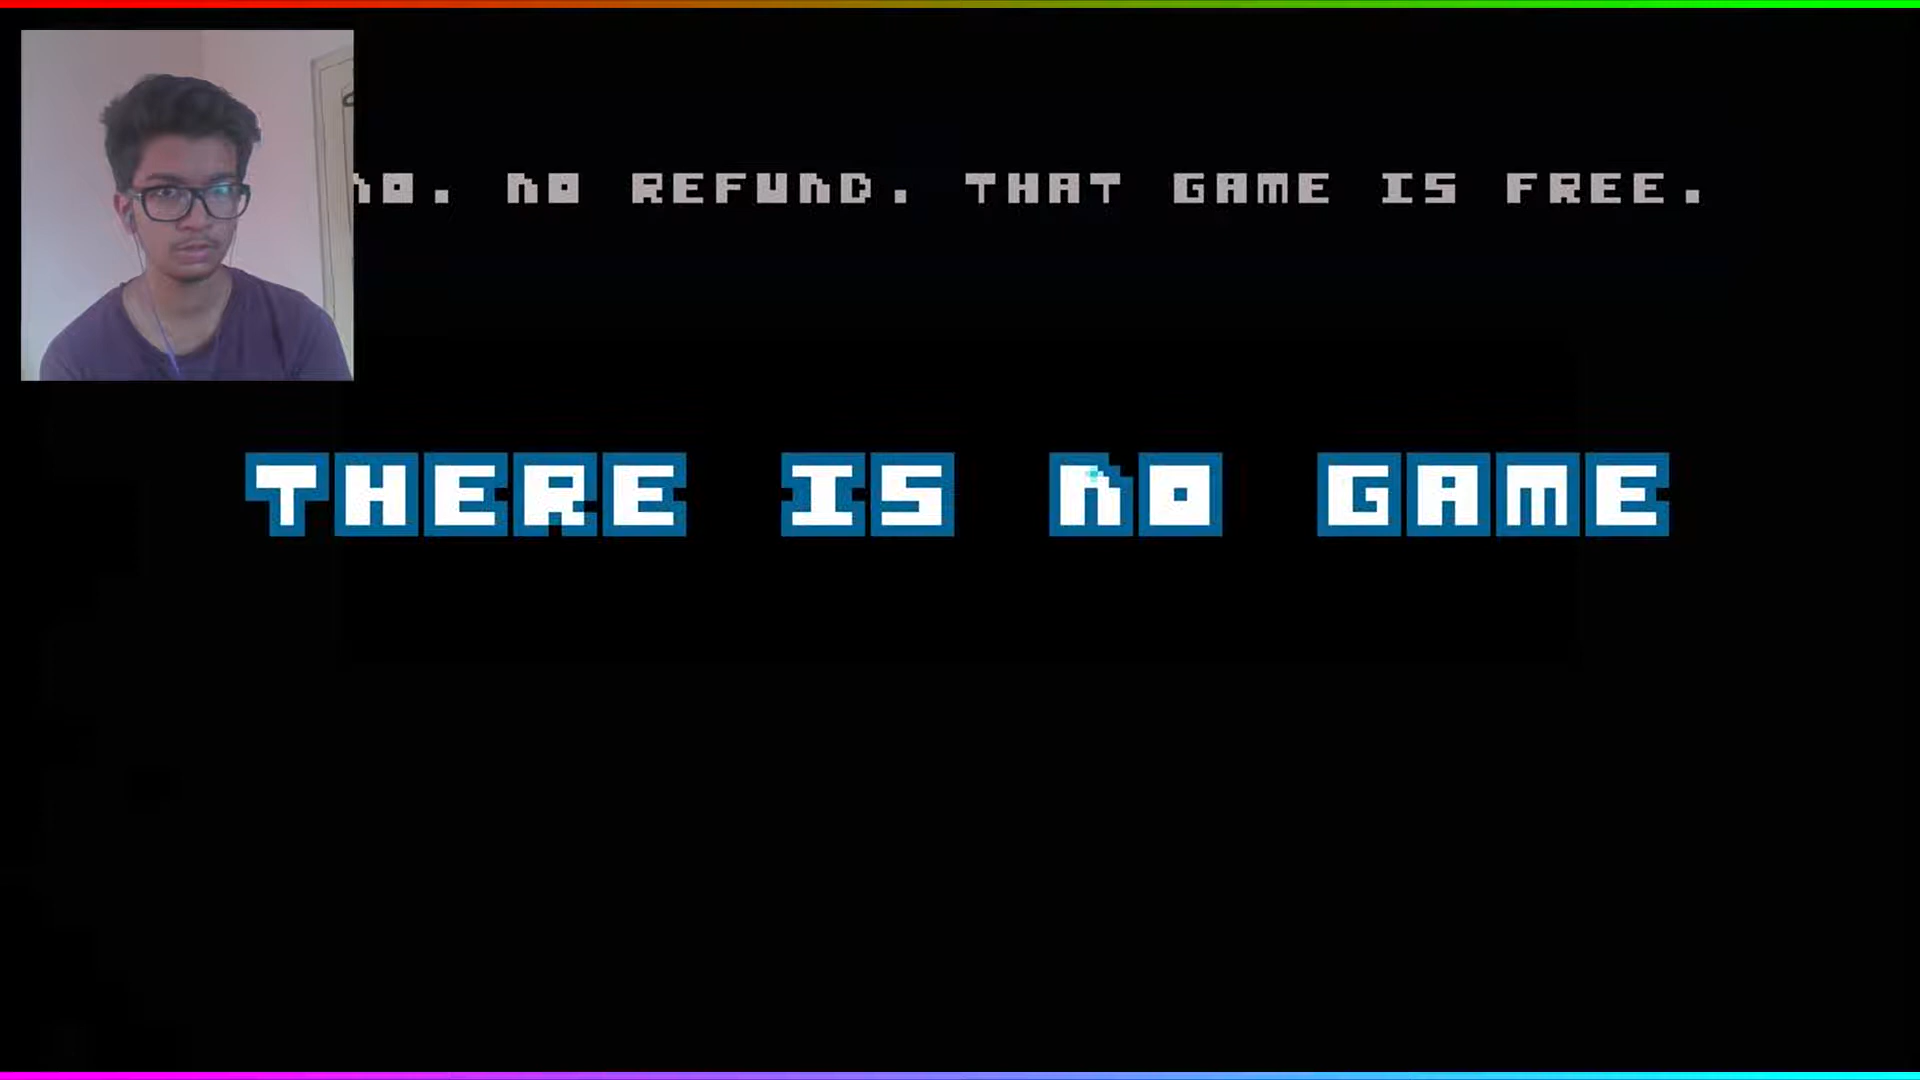 NO. NO REFUND. THAT GAME IS FREE.
THERE IS NO GAME